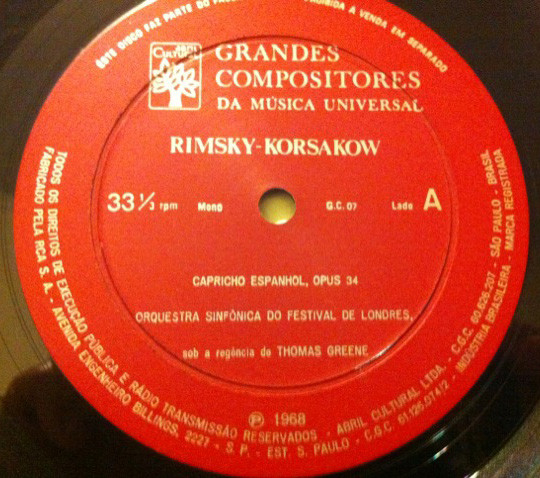 ÊSTE DISCO FAZ PARTE DO
PROIBIDA A VENDA EM SEPARADO
ABRIL
CULTURAL
GRANDES
COMPOSITORES
DA MÚSICA UNIVERSAL
RIMSKY-KORSAKOW
33 1/3 rpm Mono G.C. 07 Lado A
CAPRICHO ESPANHOL, OPUS 34
ORQUESTRA SINFÔNICA DO FESTIVAL DE LONDRES,
sob a regência de THOMAS GREENE
℗ 1968
TODOS OS DIREITOS DE EXECUÇÃO PÚBLICA E RÁDIO TRANSMISSÃO RESERVADOS - ABRIL CULTURAL LTDA. - C.G.C. 60.626.207 - SÃO PAULO - BRASIL
FABRICADO PELA RCA S. A. - AVENIDA ENGENHEIRO BILLINGS, 2227 - S. P. - EST. S. PAULO - C.G.C. 61.126.074/2 - INDÚSTRIA BRASILEIRA - MARCA REGISTRADA